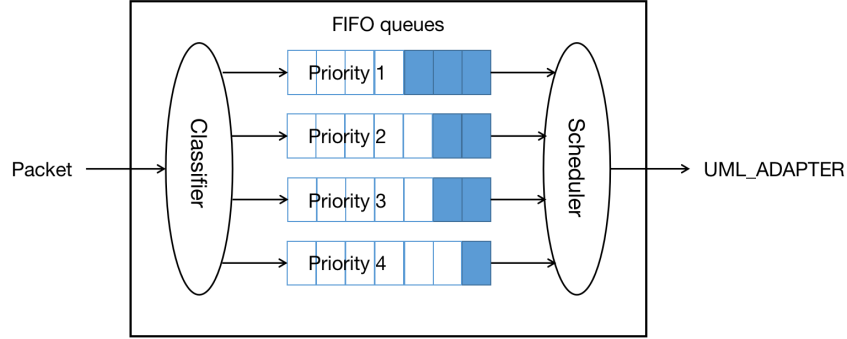 FIFO queues
Priority 1
Classifier
Priority 2
Scheduler
Packet
UML_ADAPTER
Priority 3
Priority 4